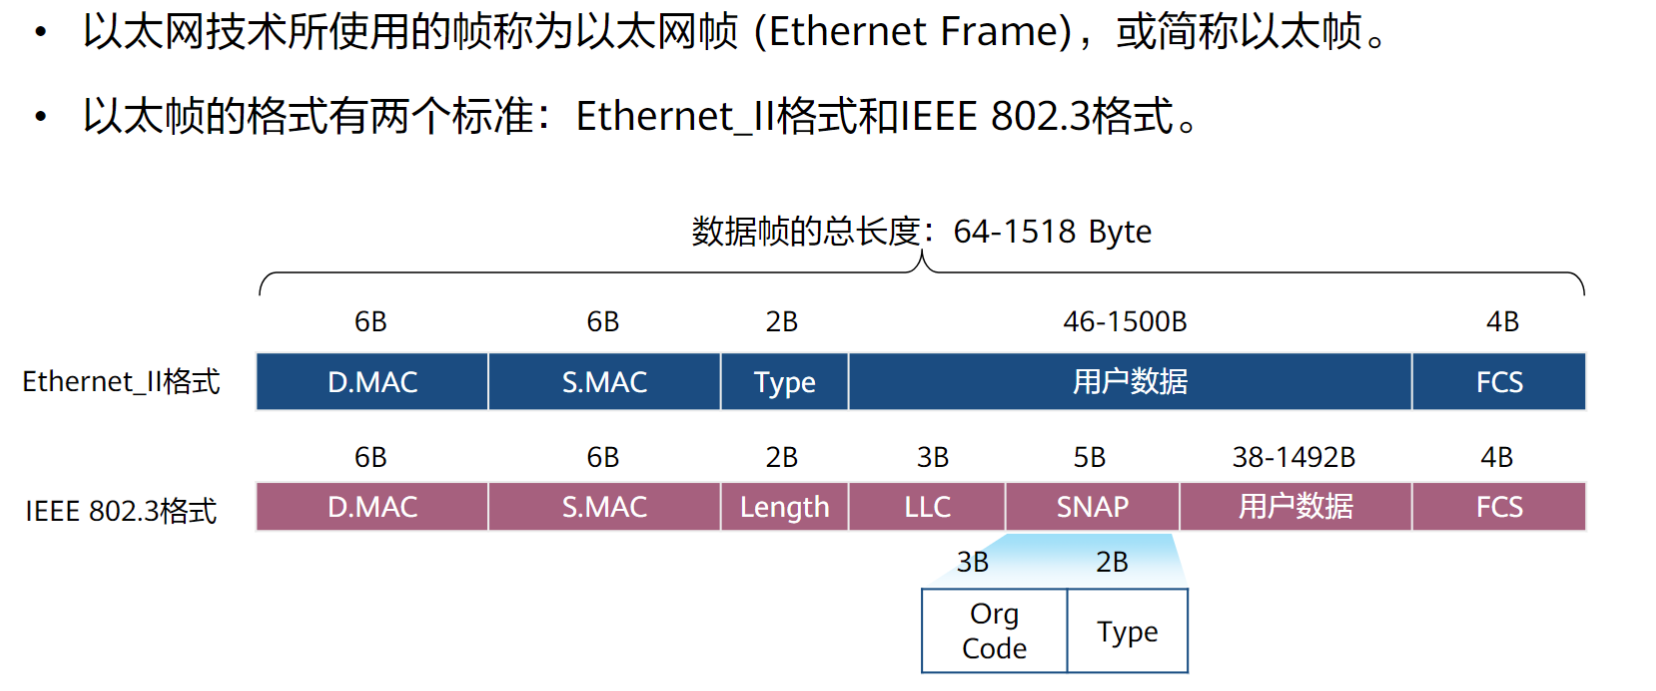 • 以太网技术所使用的帧称为以太网帧 (Ethernet Frame)，或简称以太帧。
• 以太帧的格式有两个标准：Ethernet_II格式和IEEE 802.3格式。
数据帧的总长度：64-1518 Byte
6B 6B 2B 46-1500B 4B
Ethernet_II格式 D.MAC S.MAC Type 用户数据 FCS
6B 6B 2B 3B 5B 38-1492B 4B
IEEE 802.3格式 D.MAC S.MAC Length LLC SNAP 用户数据 FCS
3B 2B
Org
Code
Type